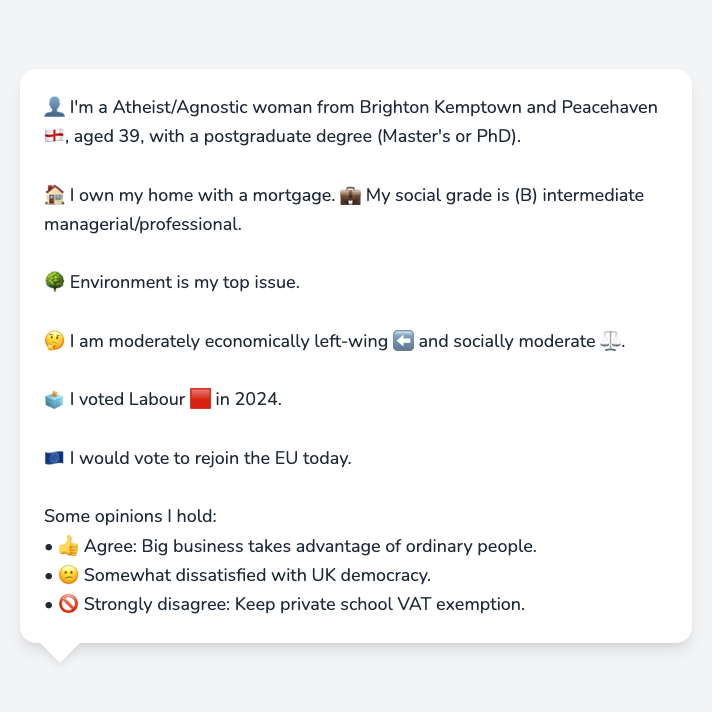 👤 I'm a Atheist/Agnostic woman from Brighton Kemptown and Peacehaven
🏴󠁧󠁢󠁥󠁮󠁧󠁿, aged 39, with a postgraduate degree (Master's or PhD).
🏠 I own my home with a mortgage. 💼 My social grade is (B) intermediate
managerial/professional.
🌳 Environment is my top issue.
🤔 I am moderately economically left-wing ⬅️ and socially moderate ⚖️.
🗳️ I voted Labour 🟥 in 2024.
🇪🇺 I would vote to rejoin the EU today.
Some opinions I hold:
• 👍 Agree: Big business takes advantage of ordinary people.
• 😕 Somewhat dissatisfied with UK democracy.
• 🚫 Strongly disagree: Keep private school VAT exemption.